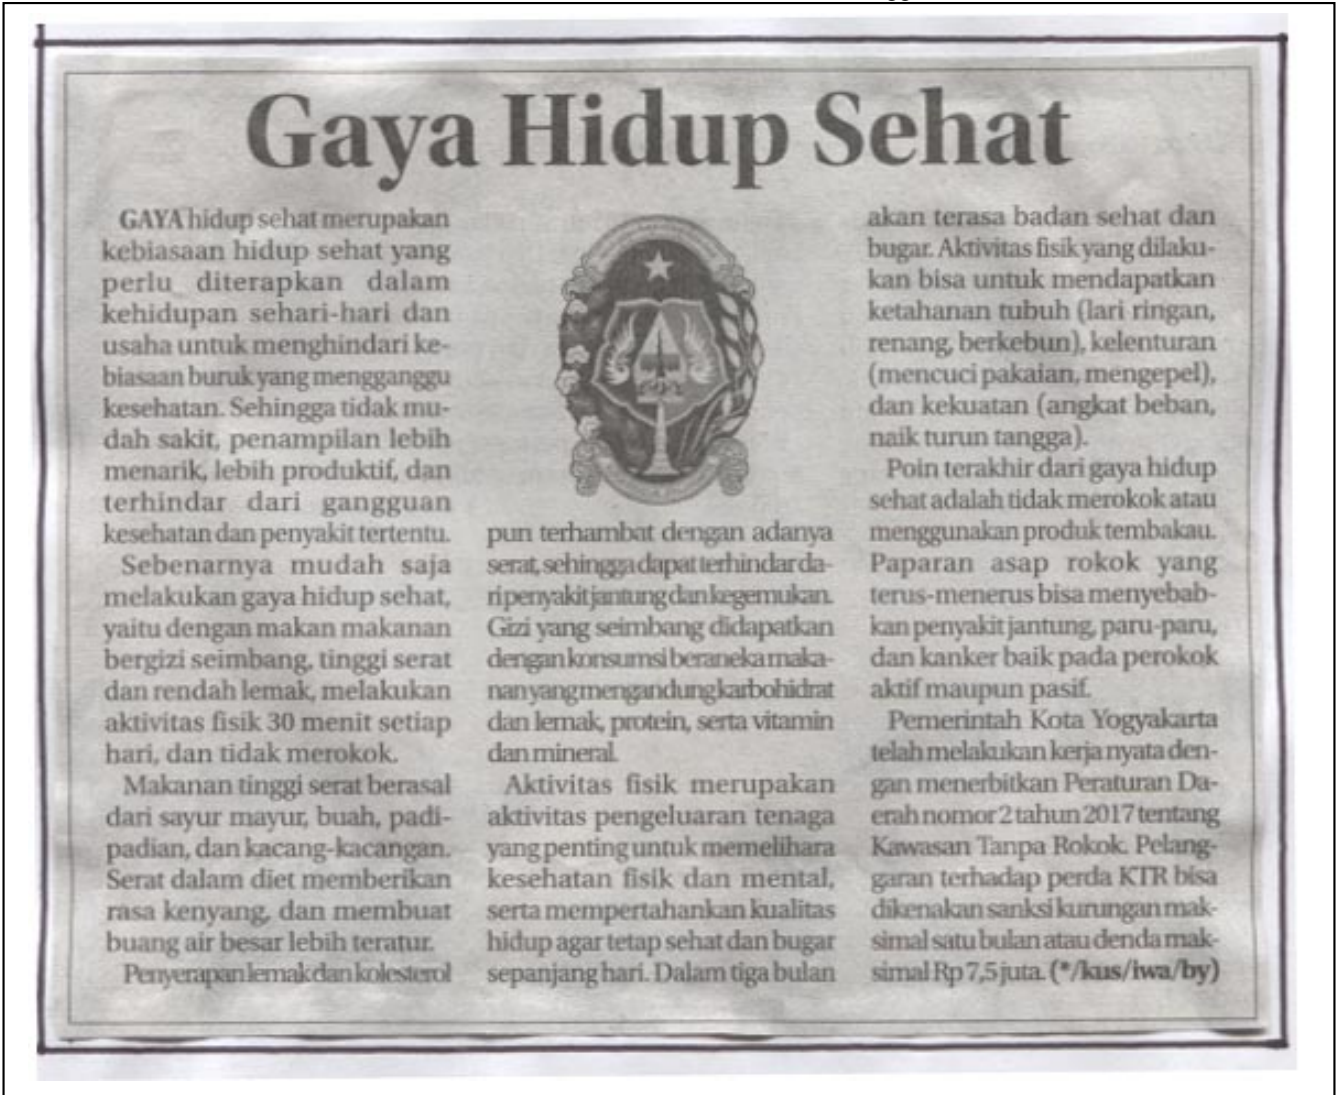 Gaya Hidup Sehat
GAYA hidup sehat merupakan
kebiasaan hidup sehat yang
perlu diterapkan dalam
kehidupan sehari-hari dan
usaha untuk menghindari ke-
biasaan buruk yang mengganggu
kesehatan. Sehingga tidak mu-
dah sakit, penampilan lebih
menarik, lebih produktif, dan
terhindar dari gangguan
kesehatan dan penyakit tertentu.
Sebenarnya mudah saja
melakukan gaya hidup sehat,
yaitu dengan makan makanan
bergizi seimbang, tinggi serat
dan rendah lemak, melakukan
aktivitas fisik 30 menit setiap
hari, dan tidak merokok.
Makanan tinggi serat berasal
dari sayur mayur, buah, padi-
padian, dan kacang-kacangan.
Serat dalam diet memberikan
rasa kenyang, dan membuat
buang air besar lebih teratur.
Penyerapan lemak dan kolesterol
pun terhambat dengan adanya
serat, sehingga dapat terhindar da-
ri penyakit jantung dan kegemukan.
Gizi yang seimbang didapatkan
dengan konsumsi beraneka maka-
nan yang mengandung karbohidrat
dan lemak, protein, serta vitamin
dan mineral.
Aktivitas fisik merupakan
aktivitas pengeluaran tenaga
yang penting untuk memelihara
kesehatan fisik dan mental,
serta mempertahankan kualitas
hidup agar tetap sehat dan bugar
sepanjang hari. Dalam tiga bulan
akan terasa badan sehat dan
bugar. Aktivitas fisik yang dilaku-
kan bisa untuk mendapatkan
ketahanan tubuh (lari ringan,
renang, berkebun), kelenturan
(mencuci pakaian, mengepel),
dan kekuatan (angkat beban,
naik turun tangga).
Poin terakhir dari gaya hidup
sehat adalah tidak merokok atau
menggunakan produk tembakau.
Paparan asap rokok yang
terus-menerus bisa menyebab-
kan penyakit jantung, paru-paru,
dan kanker baik pada perokok
aktif maupun pasif.
Pemerintah Kota Yogyakarta
telah melakukan kerja nyata den-
gan menerbitkan Peraturan Da-
erah nomor 2 tahun 2017 tentang
Kawasan Tanpa Rokok. Pelang-
garan terhadap perda KTR bisa
dikenakan sanksi kurungan mak-
simal satu bulan atau denda mak-
simal Rp 7,5 juta. (*/kus/iwa/by)